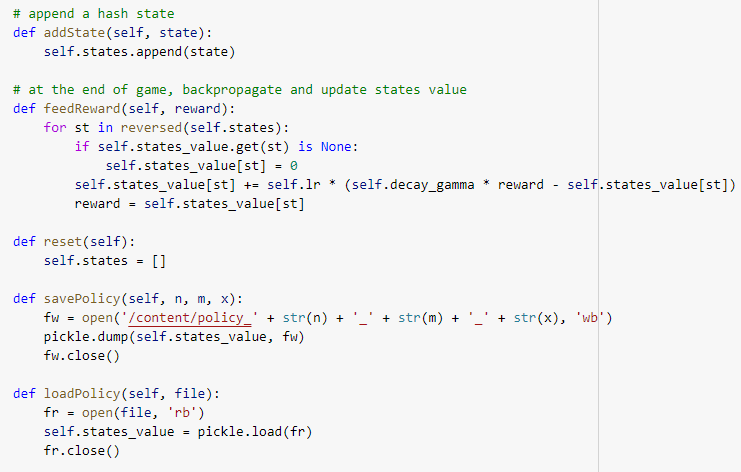 # append a hash state
def addState(self, state):
    self.states.append(state)

# at the end of game, backpropagate and update states value
def feedReward(self, reward):
    for st in reversed(self.states):
        if self.states_value.get(st) is None:
            self.states_value[st] = 0
        self.states_value[st] += self.lr * (self.decay_gamma * reward - self.states_value[st])
        reward = self.states_value[st]

def reset(self):
    self.states = []

def savePolicy(self, n, m, x):
    fw = open('/content/policy_' + str(n) + '_' + str(m) + '_' + str(x), 'wb')
    pickle.dump(self.states_value, fw)
    fw.close()

def loadPolicy(self, file):
    fr = open(file, 'rb')
    self.states_value = pickle.load(fr)
    fr.close()